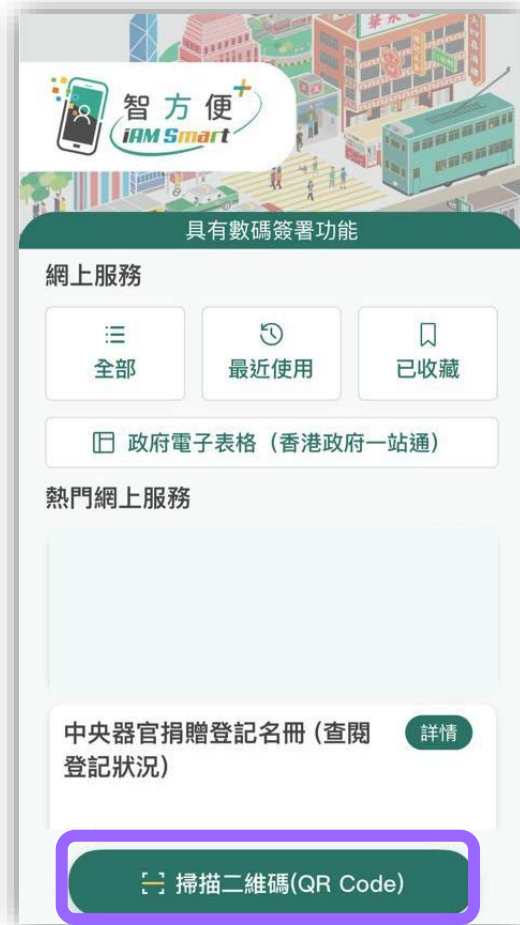 智方便+
iAM Smart
具有數碼簽署功能
網上服務
全部
最近使用
已收藏
政府電子表格（香港政府一站通）
熱門網上服務
中央器官捐贈登記名冊 (查閱
登記狀況)
詳情
掃描二維碼(QR Code)